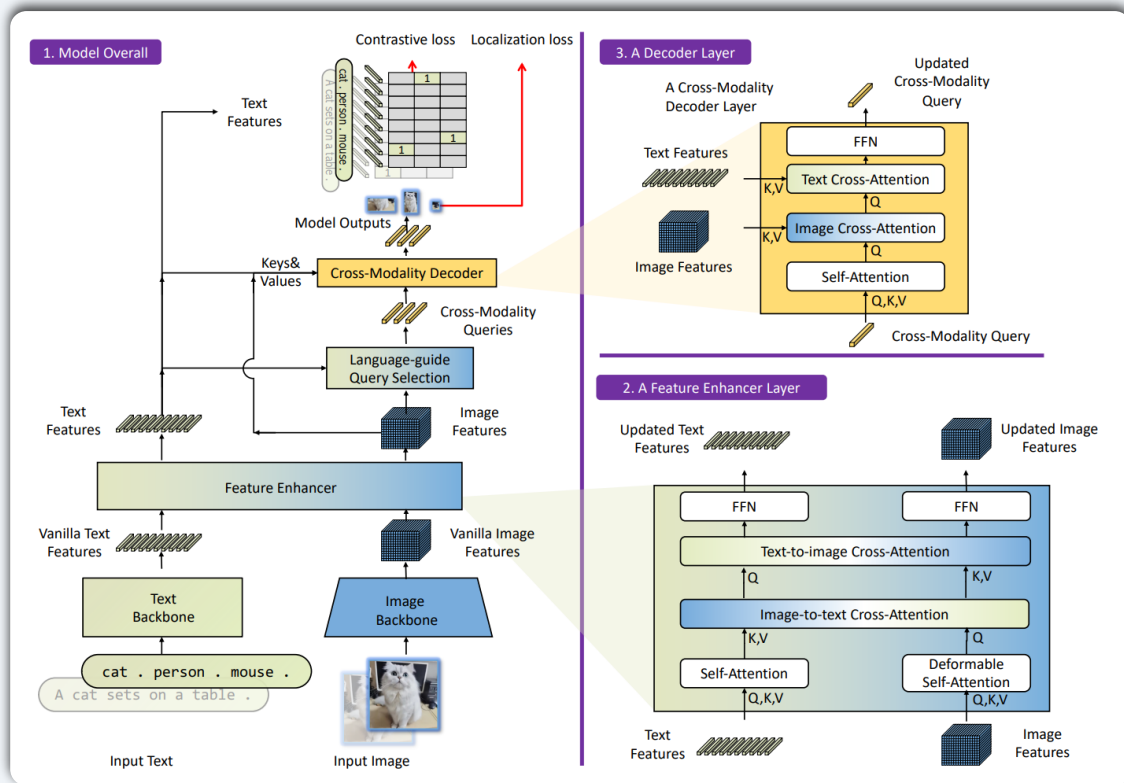 1. Model Overall
Contrastive loss
Localization loss
Text
Features
A cat sets on a table .
cat . person . mouse .
1
1
1
1
Model Outputs
Keys&
Values
Cross-Modality Decoder
Cross-Modality
Queries
Language-guide
Query Selection
Text
Features
Image
Features
Feature Enhancer
Vanilla Text
Features
Vanilla Image
Features
Text
Backbone
Image
Backbone
cat . person . mouse .
A cat sets on a table .
Input Text
Input Image
3. A Decoder Layer
A Cross-Modality
Decoder Layer
Updated
Cross-Modality
Query
FFN
Text Features
K,V
Text Cross-Attention
Q
K,V
Image Cross-Attention
Image Features
Q
Self-Attention
Q,K,V
Cross-Modality Query
2. A Feature Enhancer Layer
Updated Text
Features
Updated Image
Features
FFN
FFN
Text-to-image Cross-Attention
Q
K,V
Image-to-text Cross-Attention
K,V
Q
Self-Attention
Deformable
Self-Attention
Q,K,V
Q,K,V
Text
Features
Image
Features